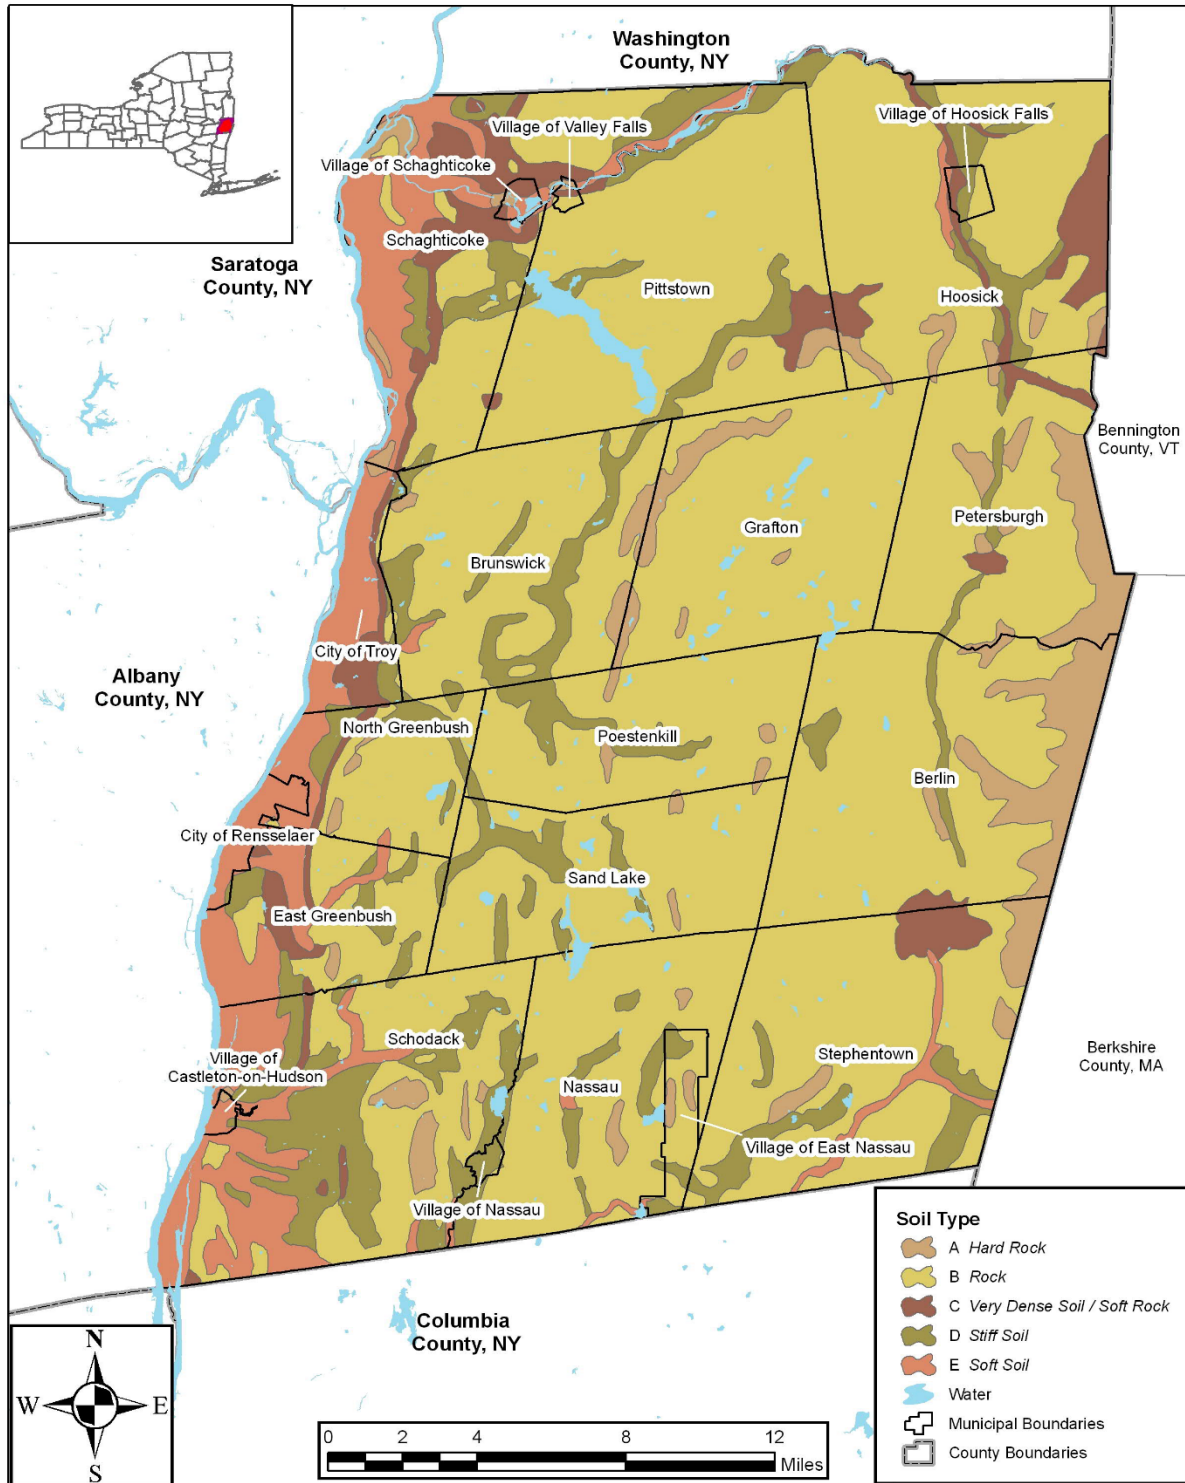 Washington
County, NY
Village of Hoosick Falls
Village of Valley Falls
Village of Schaghticoke
Schaghticoke
Saratoga
County, NY
Pittstown
Hoosick
Bennington
County, VT
Petersburgh
Grafton
Brunswick
City of Troy
Albany
County, NY
North Greenbush
Poestenkill
Berlin
City of Rensselaer
Sand Lake
East Greenbush
Schodack
Stephentown
Berkshire
County, MA
Village of
Castleton-on-Hudson
Nassau
Village of East Nassau
Village of Nassau
Columbia
County, NY
Soil Type
A Hard Rock
B Rock
C Very Dense Soil / Soft Rock
D Stiff Soil
E Soft Soil
Water
Municipal Boundaries
County Boundaries
N
W E
S
0 2 4 8 12
Miles